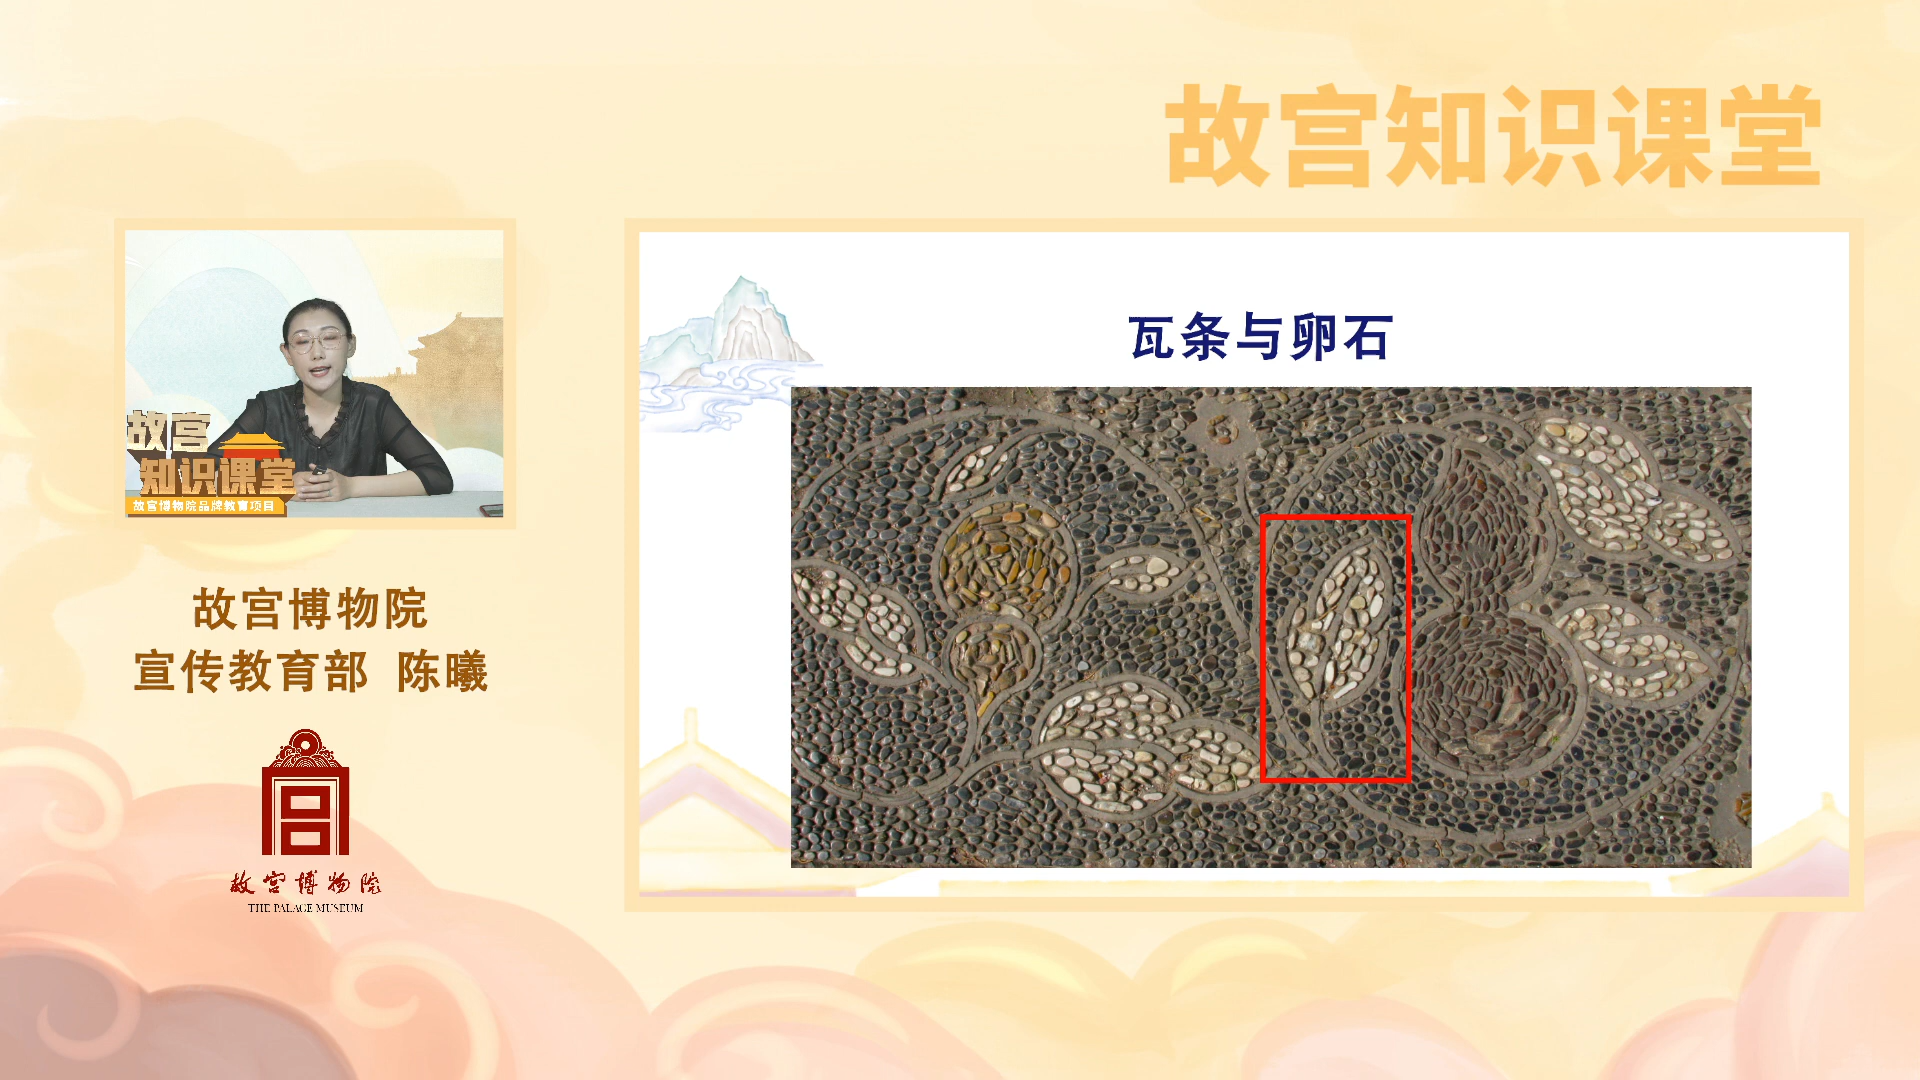 故宫知识课堂
瓦条与卵石
故宫
知识课堂
故宫博物院品牌教育项目
故宫博物院
宣传教育部 陈曦
故宫博物院
THE PALACE MUSEUM